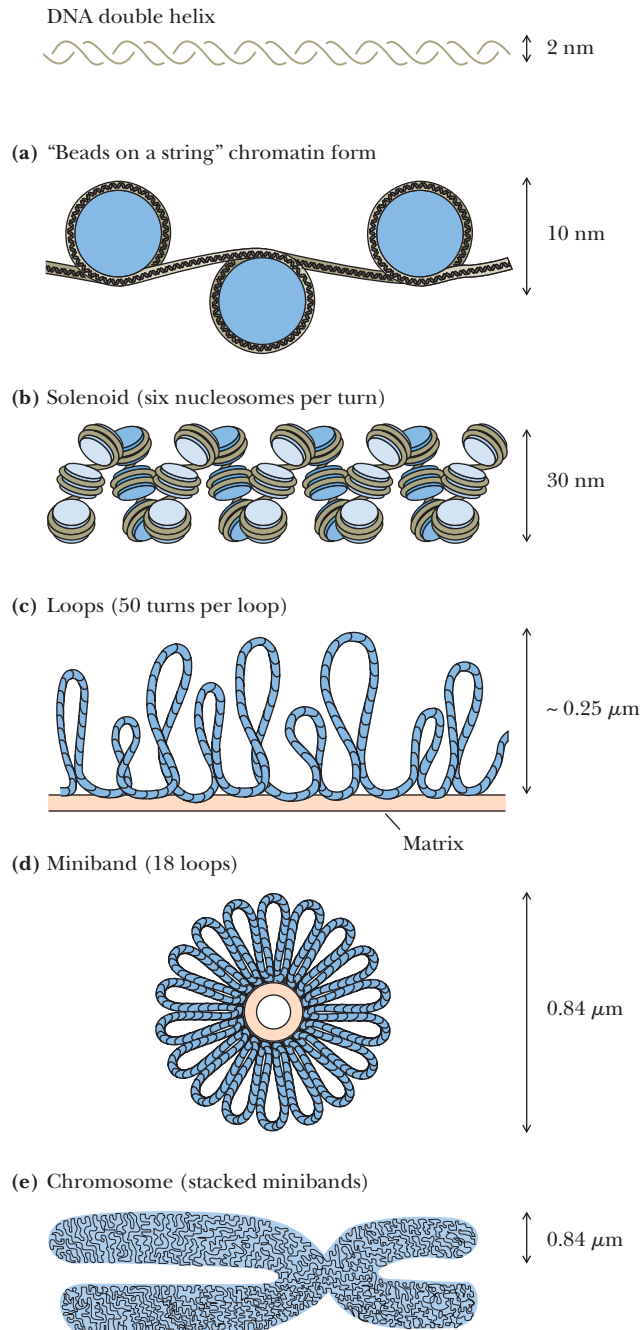 DNA double helix
2 nm
(a) “Beads on a string” chromatin form
10 nm
(b) Solenoid (six nucleosomes per turn)
30 nm
(c) Loops (50 turns per loop)
~ 0.25 μm
Matrix
(d) Miniband (18 loops)
0.84 μm
(e) Chromosome (stacked minibands)
0.84 μm